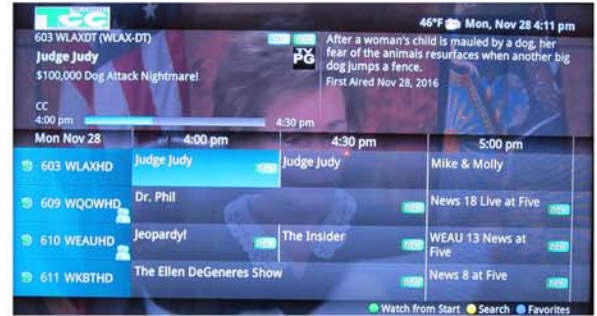 TCC
46°F Mon, Nov 28 4:11 pm
603 WLAXDT (WLAX-DT)
Judge Judy
$100,000 Dog Attack Nightmare!
TV
PG
After a woman's child is mauled by a dog, her
fear of the animals resurfaces when another big
dog jumps a fence.
First Aired Nov 28, 2016
CC
4:00 pm 4:30 pm
Mon Nov 28 4:00 pm 4:30 pm 5:00 pm
603 WLAXHD Judge Judy new Judge Judy Mike & Molly
609 WQOWHD Dr. Phil new News 18 Live at Five new
610 WEAUHD Jeopardy! new The Insider new WEAU 13 News at
Five new
611 WKBTHD The Ellen DeGeneres Show new News 8 at Five new
Watch from Start Search Favorites